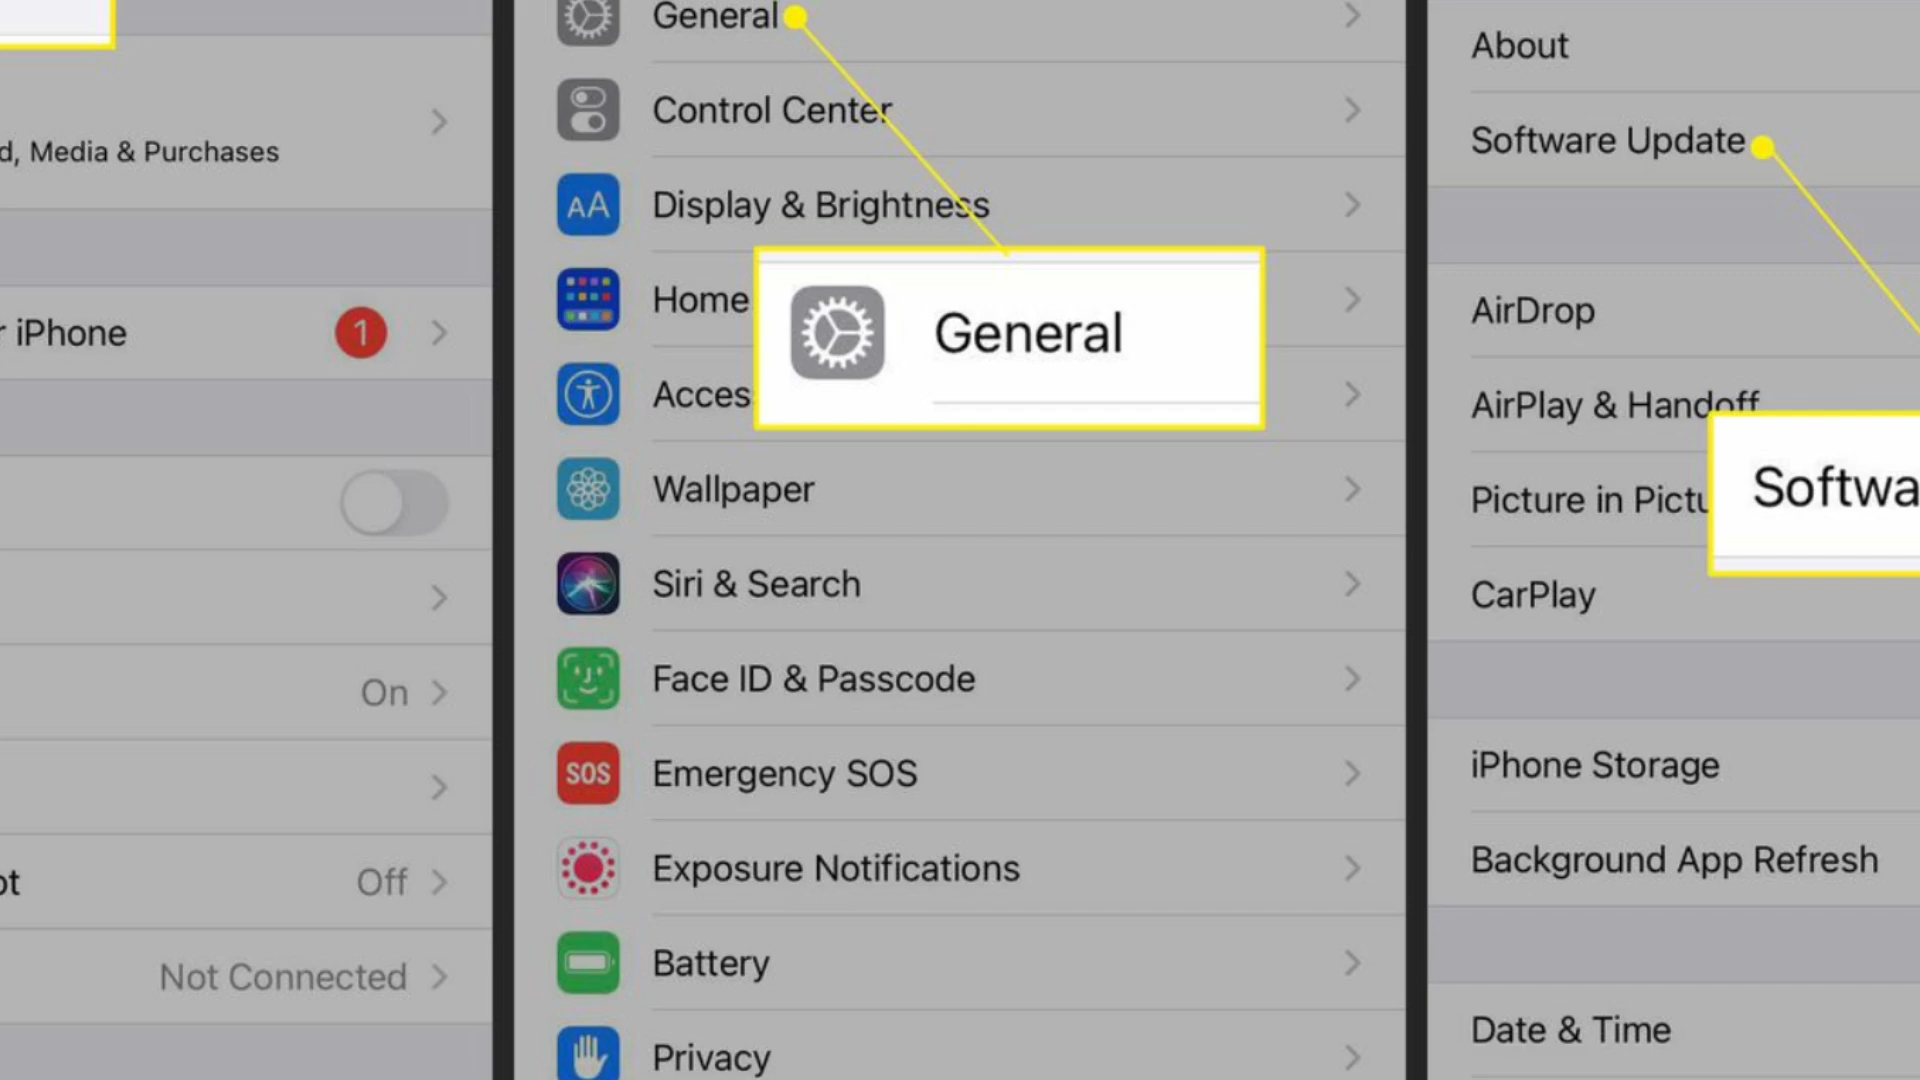 d, Media & Purchases
r iPhone
1
On
ot
Off
Not Connected
General
Control Center
AA
Display & Brightness
Home
Acces
General
Wallpaper
Siri & Search
Face ID & Passcode
SOS
Emergency SOS
Exposure Notifications
Battery
Privacy
About
Software Update
AirDrop
AirPlay & Handoff
Picture in Pictu
Softwa
CarPlay
iPhone Storage
Background App Refresh
Date & Time